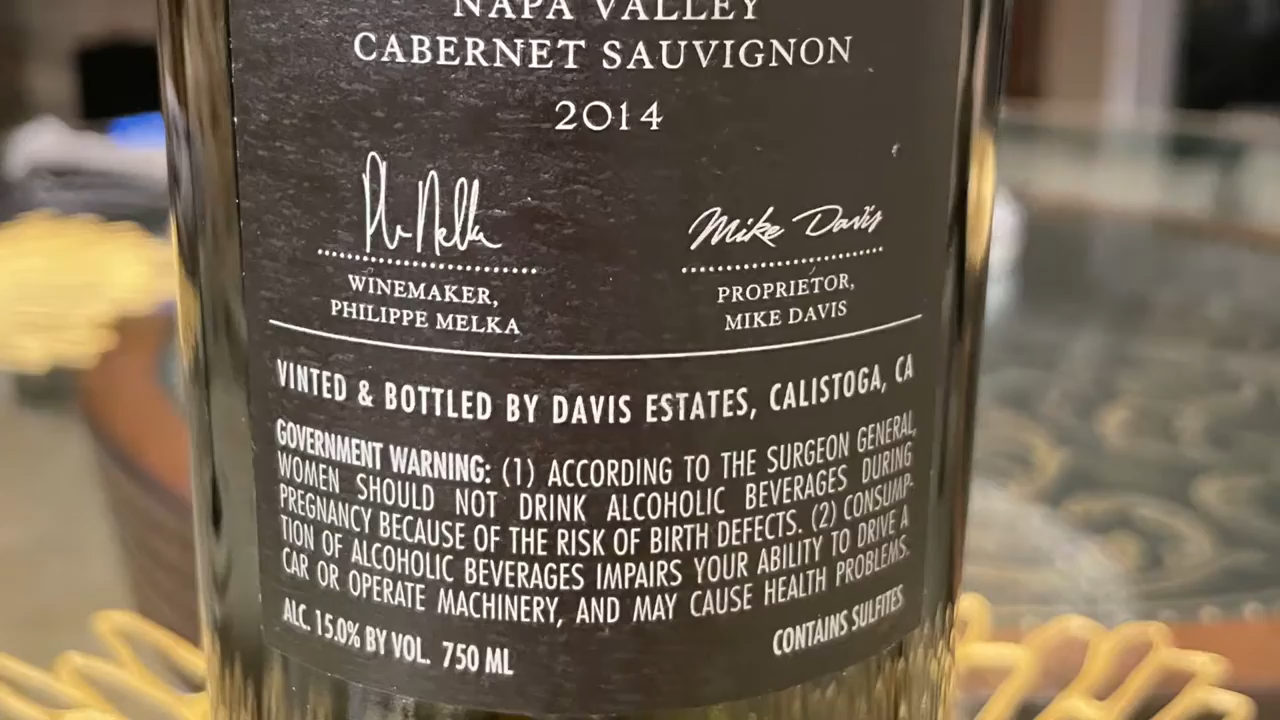 NAPA VALLEY
CABERNET SAUVIGNON
2014
Mike Davis
WINEMAKER,
PHILIPPE MELKA
PROPRIETOR,
MIKE DAVIS
VINTED & BOTTLED BY DAVIS ESTATES, CALISTOGA, CA
GOVERNMENT WARNING: (1) ACCORDING TO THE SURGEON GENERAL,
WOMEN SHOULD NOT DRINK ALCOHOLIC BEVERAGES DURING
PREGNANCY BECAUSE OF THE RISK OF BIRTH DEFECTS. (2) CONSUMP-
TION OF ALCOHOLIC BEVERAGES IMPAIRS YOUR ABILITY TO DRIVE A
CAR OR OPERATE MACHINERY, AND MAY CAUSE HEALTH PROBLEMS.
ALC. 15.0% BY VOL. 750 ML
CONTAINS SULFITES